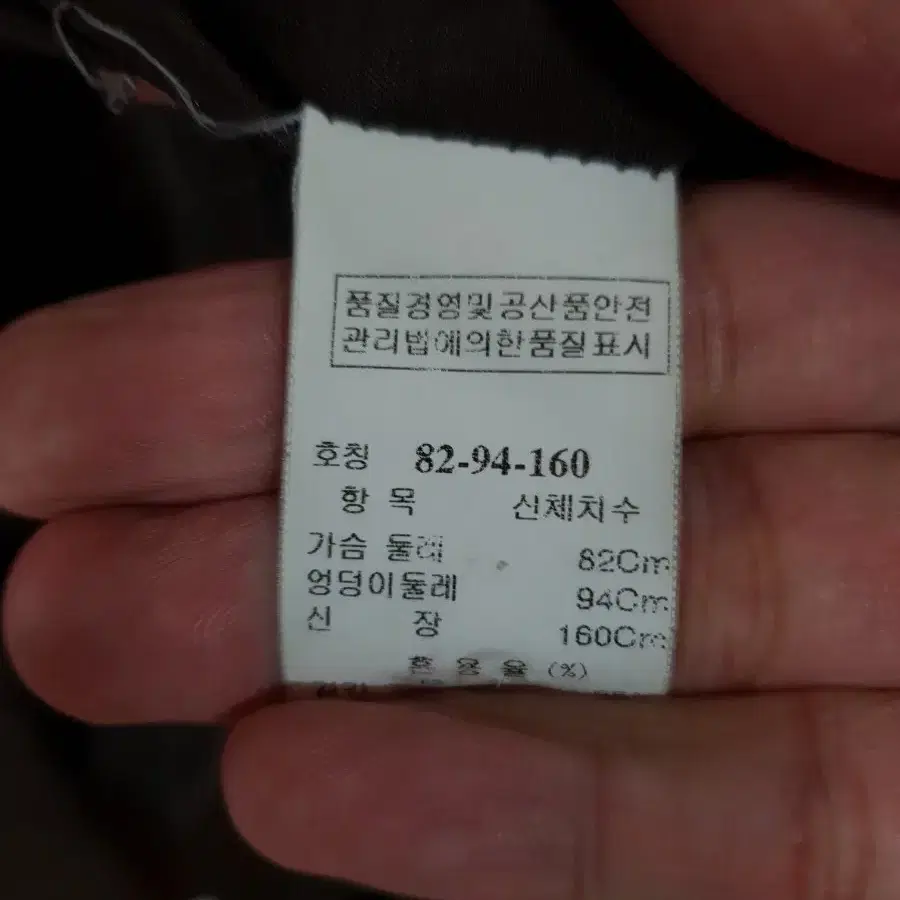 품질경영및공산품안전
관리법에의한품질표시
호칭 82-94-160
항 목 신체치수
가슴 둘레 82Cm
엉덩이둘레 94Cm
신 장 160Cm
혼 용 율 (%)